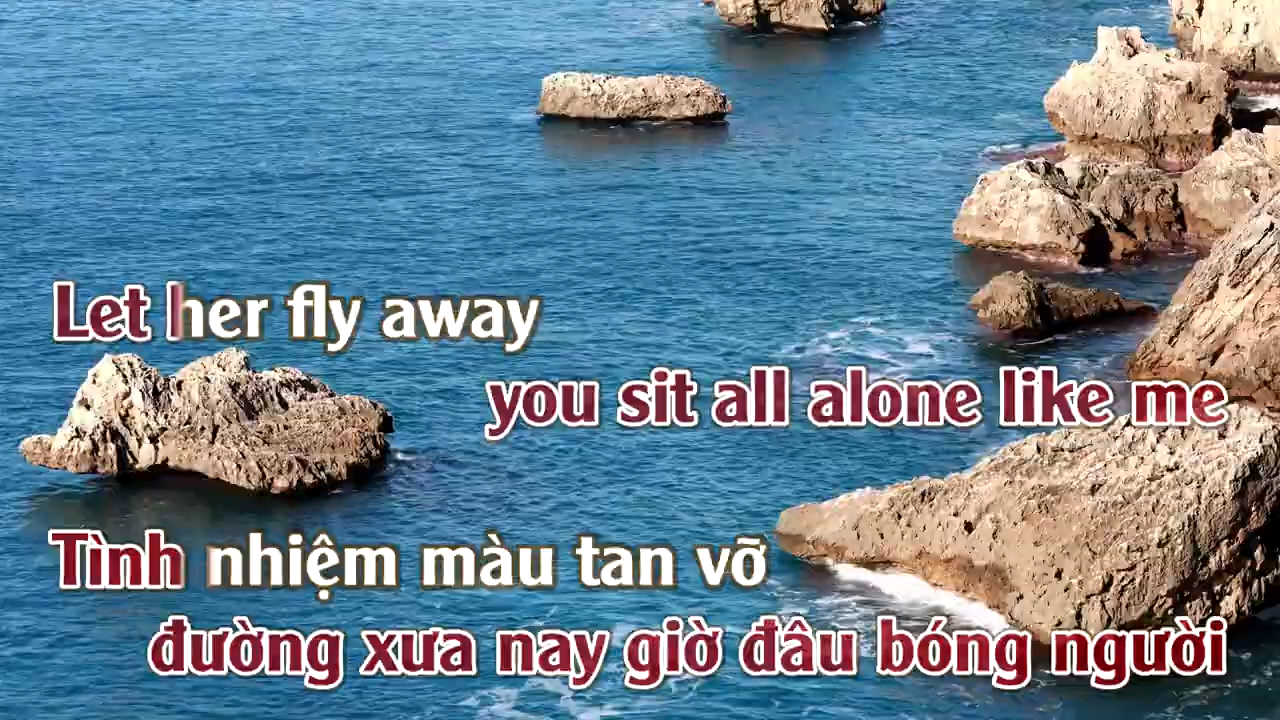 Let her fly away
you sit all alone like me
Tình nhiệm màu tan vỡ
đường xưa nay giờ đâu bóng người